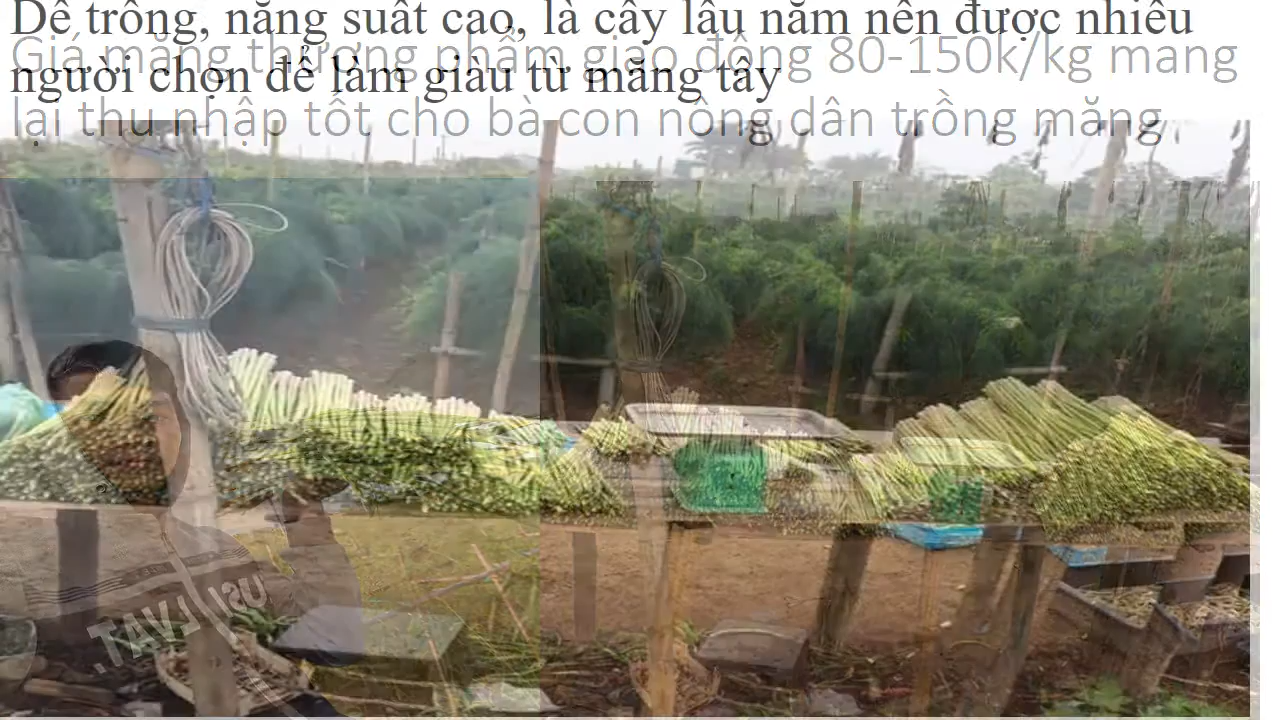 Dễ trồng, năng suất cao, là cây lâu năm nên được nhiều
người chọn để làm giàu từ măng tây
Giá măng thương phẩm giao động 80-150k/kg mang
lại thu nhập tốt cho bà con nông dân trồng măng